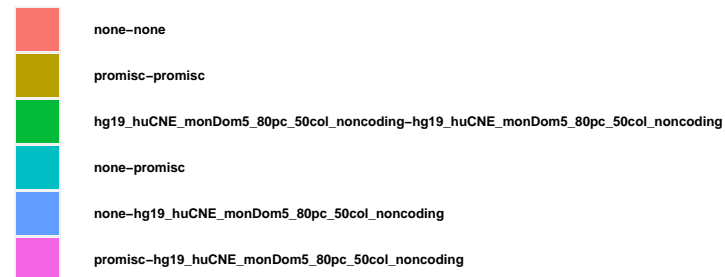 none−none
promisc−promisc
hg19_huCNE_monDom5_80pc_50col_noncoding−hg19_huCNE_monDom5_80pc_50col_noncoding
none−promisc
none−hg19_huCNE_monDom5_80pc_50col_noncoding
promisc−hg19_huCNE_monDom5_80pc_50col_noncoding